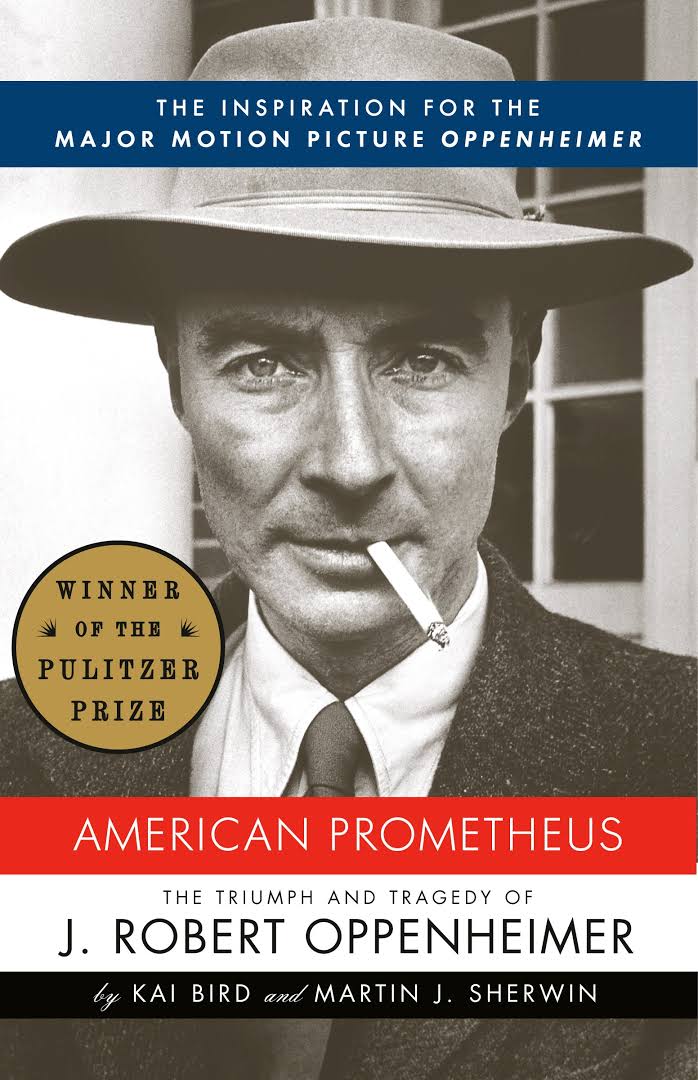 THE INSPIRATION FOR THE
MAJOR MOTION PICTURE OPPENHEIMER
WINNER
OF THE
PULITZER
PRIZE
AMERICAN PROMETHEUS
THE TRIUMPH AND TRAGEDY OF
J. ROBERT OPPENHEIMER
by KAI BIRD and MARTIN J. SHERWIN